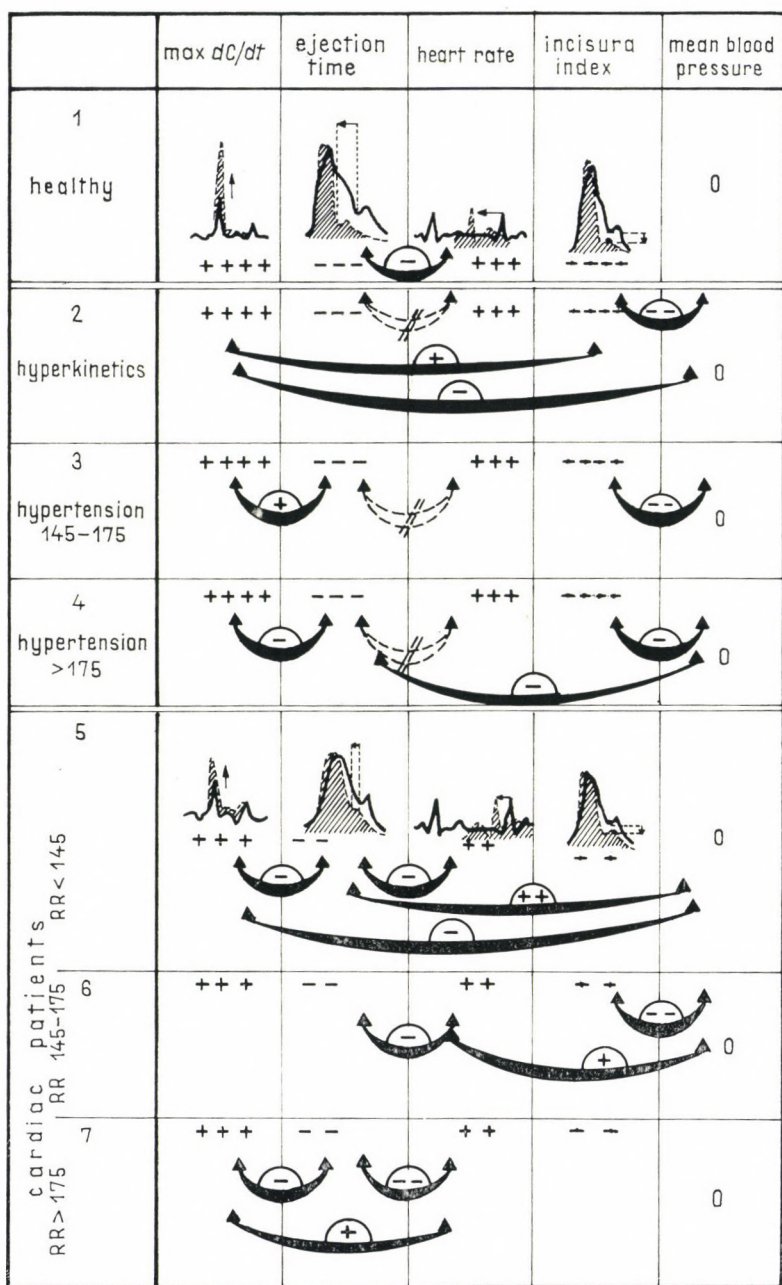 max dC/dt
ejection time
heart rate
incisura index
mean blood pressure
1
healthy
0
+ + + +
− − −
−
+ + +
− − − −
2
hyperkinetics
+ + + +
− − −
+ + +
− − − −
− −
+
−
0
3
hypertension
145−175
+ + + +
− − −
+ + +
− − − −
+
− −
0
4
hypertension
>175
+ + + +
− − −
+ + +
− − − −
−
−
−
0
cardiac patients
5
RR<145
+ + +
− −
+ +
− −
−
−
+ +
−
0
6
RR 145−175
+ + +
− −
+ +
− −
−
− −
+
0
7
RR>175
+ + +
− −
+ +
− −
−
− −
+
0